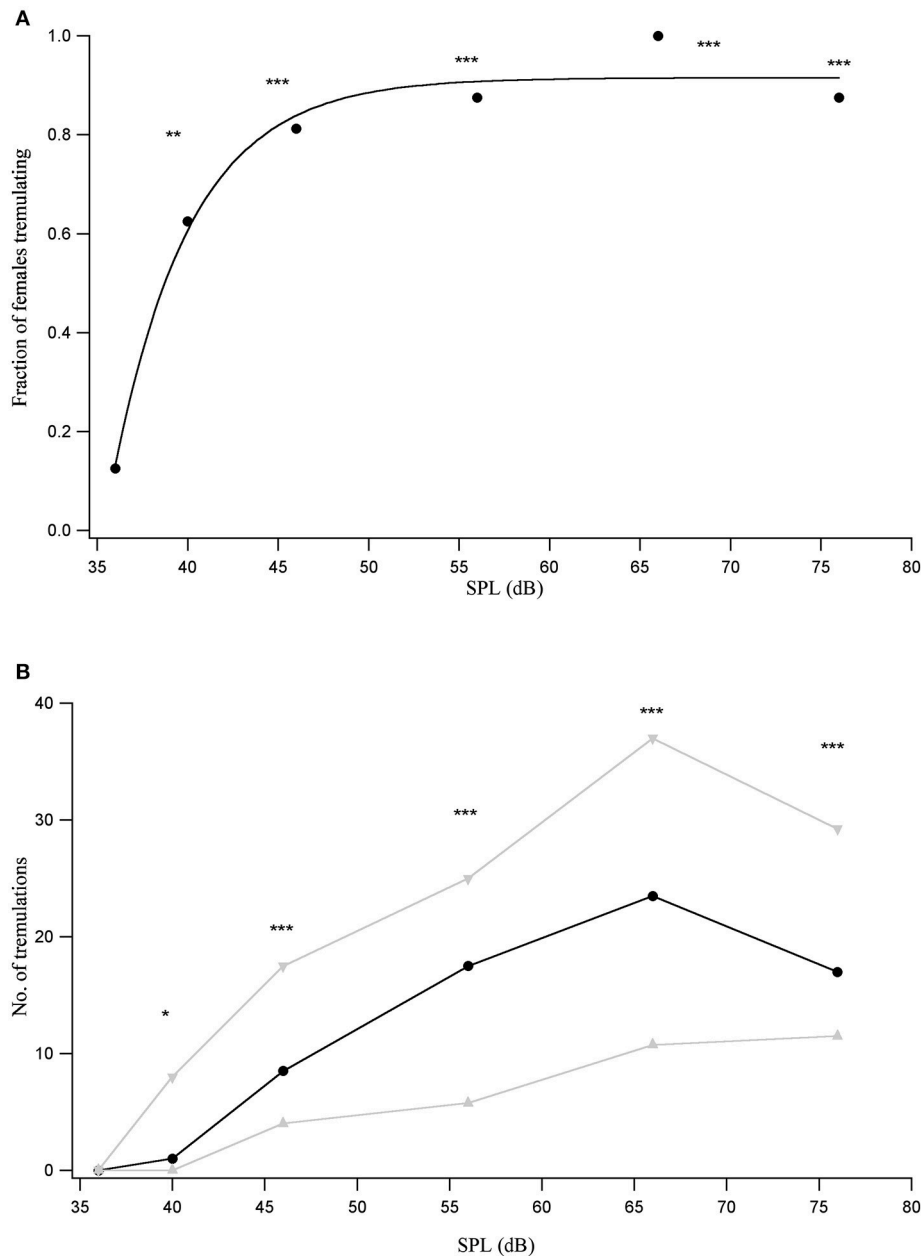 A
1.0
***
***
***
***
**
0.8
0.6
0.4
0.2
0.0
Fraction of females tremulating
35 40 45 50 55 60 65 70 75 80
SPL (dB)
B
40
***
***
30
***
20
***
*
10
0
No. of tremulations
35 40 45 50 55 60 65 70 75 80
SPL (dB)